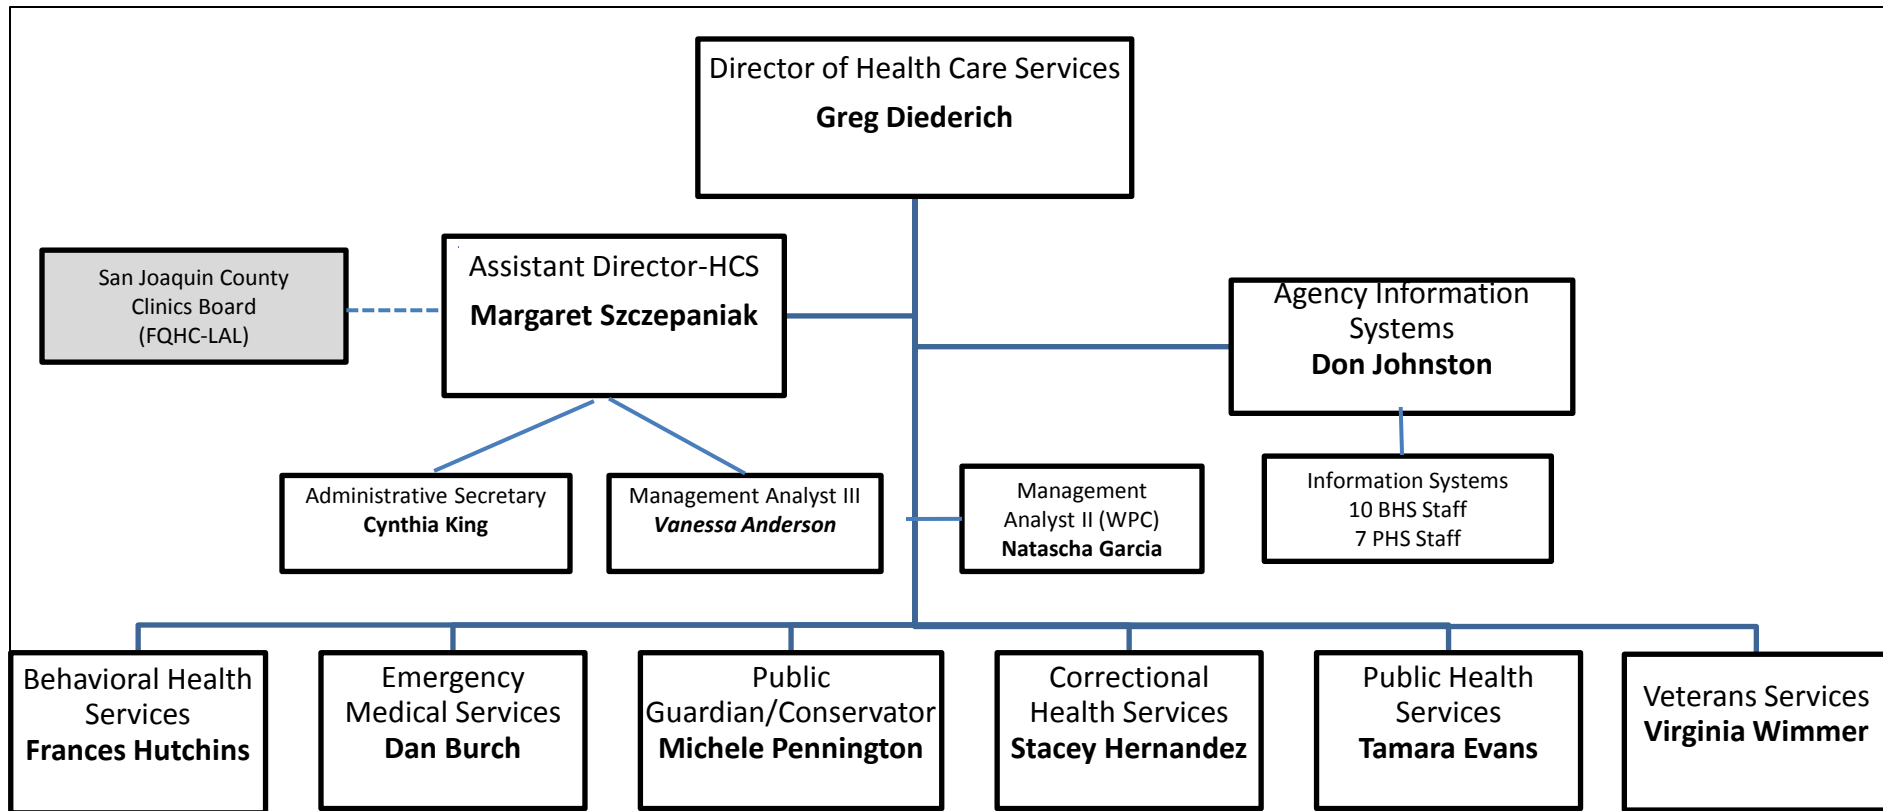 Director of Health Care Services
Greg Diederich
San Joaquin County
Clinics Board
(FQHC-LAL)
Assistant Director-HCS
Margaret Szczepaniak
Agency Information
Systems
Don Johnston
Administrative Secretary
Cynthia King
Management Analyst III
Vanessa Anderson
Management
Analyst II (WPC)
Natascha Garcia
Information Systems
10 BHS Staff
7 PHS Staff
Behavioral Health
Services
Frances Hutchins
Emergency
Medical Services
Dan Burch
Public
Guardian/Conservator
Michele Pennington
Correctional
Health Services
Stacey Hernandez
Public Health
Services
Tamara Evans
Veterans Services
Virginia Wimmer